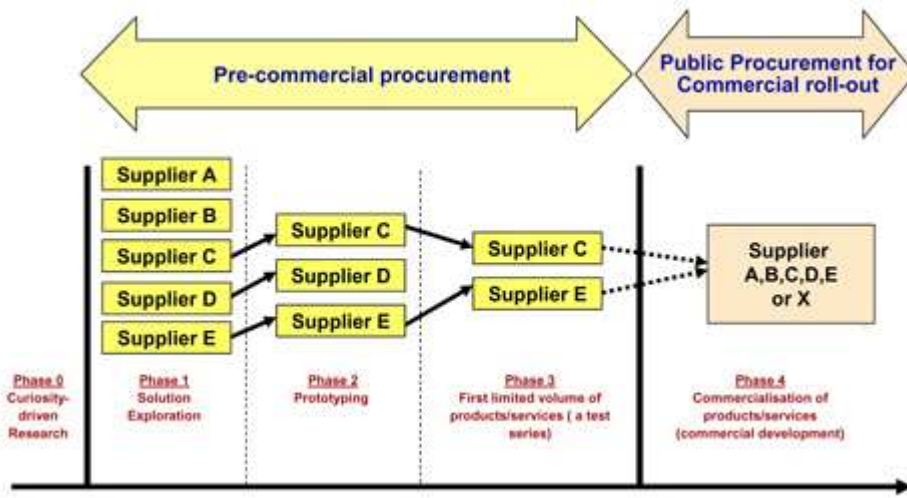 Pre-commercial procurement
Public Procurement for
Commercial roll-out
Supplier A
Supplier B
Supplier C
Supplier D
Supplier E
Supplier C
Supplier D
Supplier E
Supplier C
Supplier E
Supplier
A,B,C,D,E
or X
Phase 0
Curiosity-
driven
Research
Phase 1
Solution
Exploration
Phase 2
Prototyping
Phase 3
First limited volume of
products/services ( a test
series)
Phase 4
Commercialisation of
products/services
(commercial development)